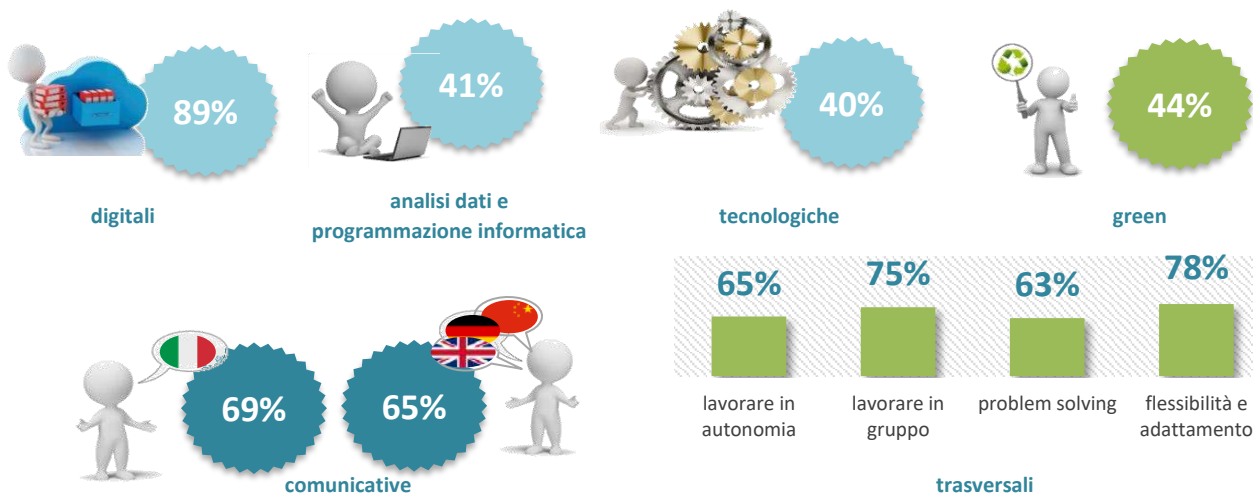 89%
41%
40%
44%
digitali
analisi dati e
programmazione informatica
tecnologiche
green
69%
65%
comunicative
65%
75%
63%
78%
lavorare in
autonomia
lavorare in
gruppo
problem solving
flessibilità e
adattamento
trasversali